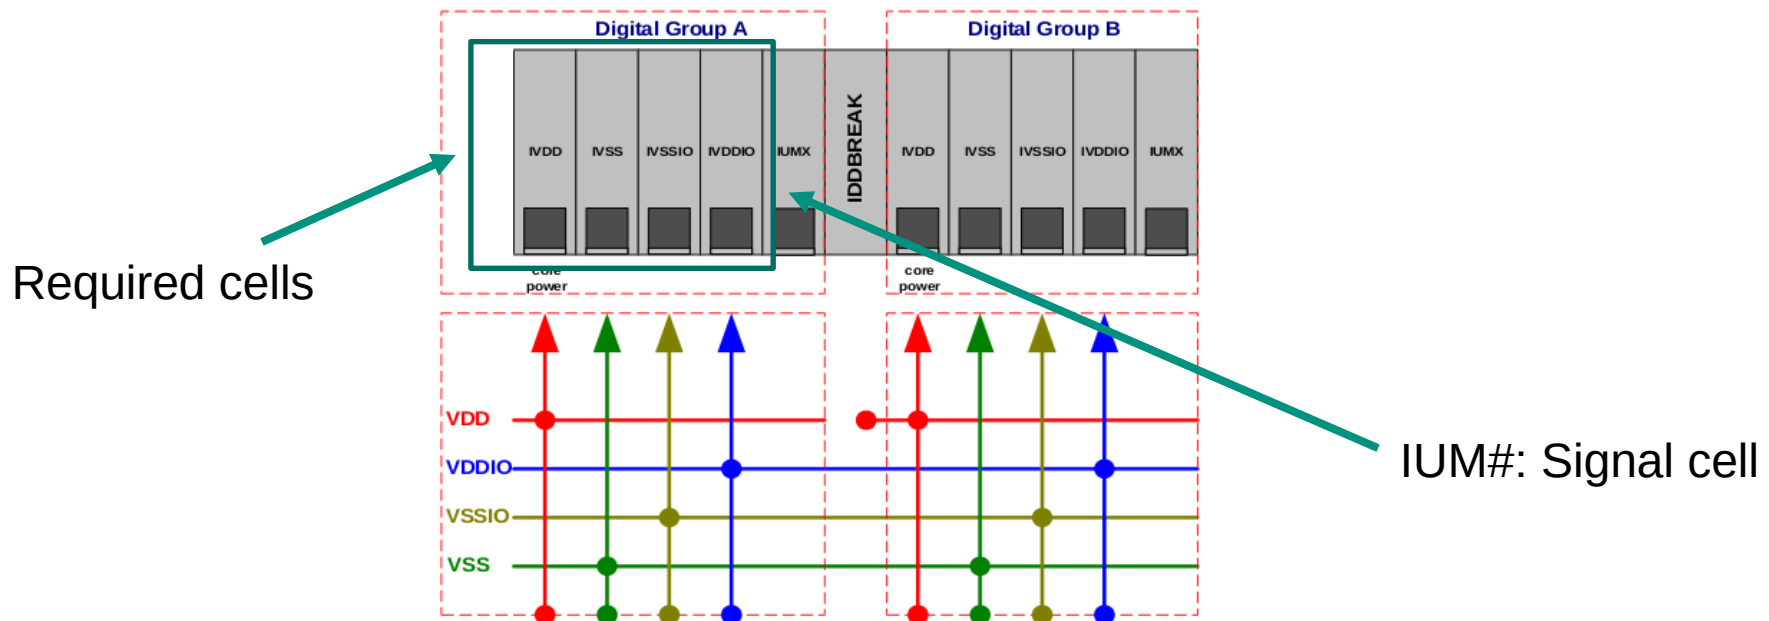 Digital Group A
Digital Group B
IVDD
IVSS
IVSSIO
IVDDIO
IUMX
IDDBREAK
IVDD
IVSS
IVSSIO
IVDDIO
IUMX
Required cells
core
power
core
power
VDD
VDDIO
VSSIO
VSS
IUM#: Signal cell